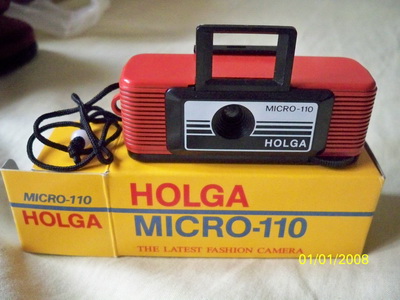 MICRO-110
HOLGA
MICRO-110
HOLGA
HOLGA
MICRO-110
THE LATEST FASHION CAMERA
01/01/2008